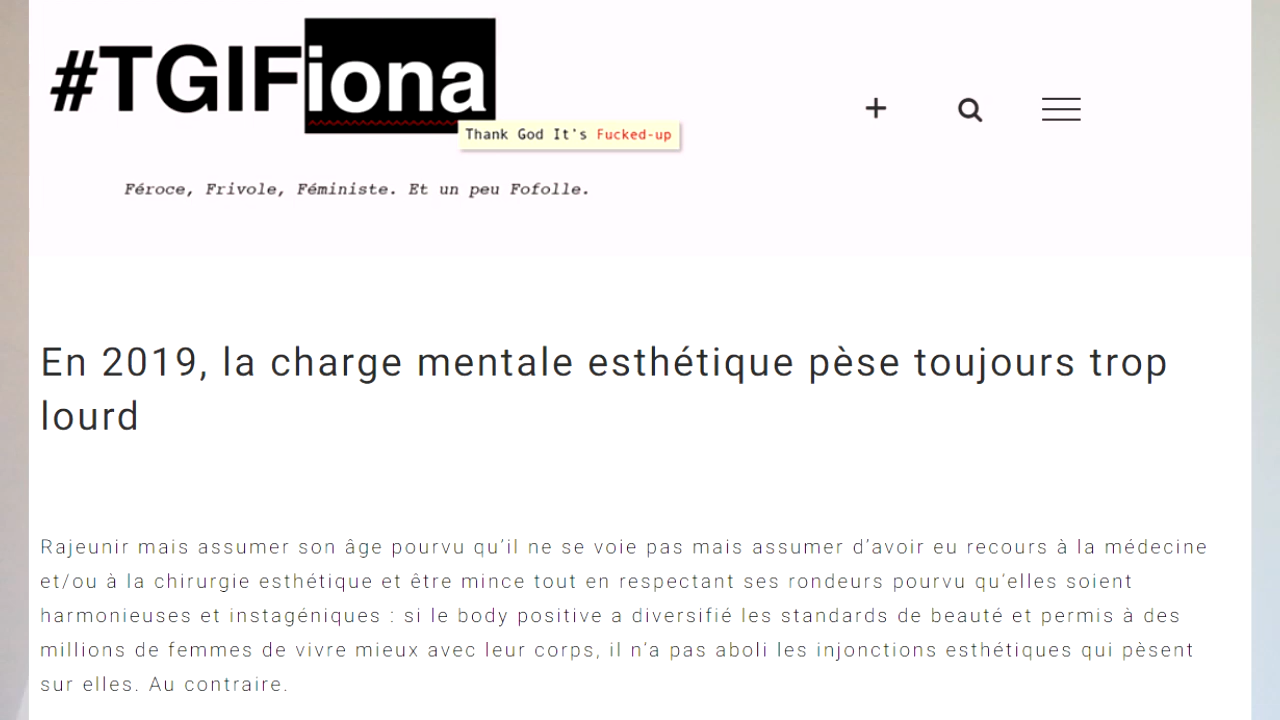 #TGIFiona
Thank God It's Fucked-up
Féroce, Frivole, Féministe. Et un peu Fofolle.
En 2019, la charge mentale esthétique pèse toujours trop
lourd
Rajeunir mais assumer son âge pourvu qu’il ne se voie pas mais assumer d’avoir eu recours à la médecine
et/ou à la chirurgie esthétique et être mince tout en respectant ses rondeurs pourvu qu’elles soient
harmonieuses et instagéniques : si le body positive a diversifié les standards de beauté et permis à des
millions de femmes de vivre mieux avec leur corps, il n’a pas aboli les injonctions esthétiques qui pèsent
sur elles. Au contraire.